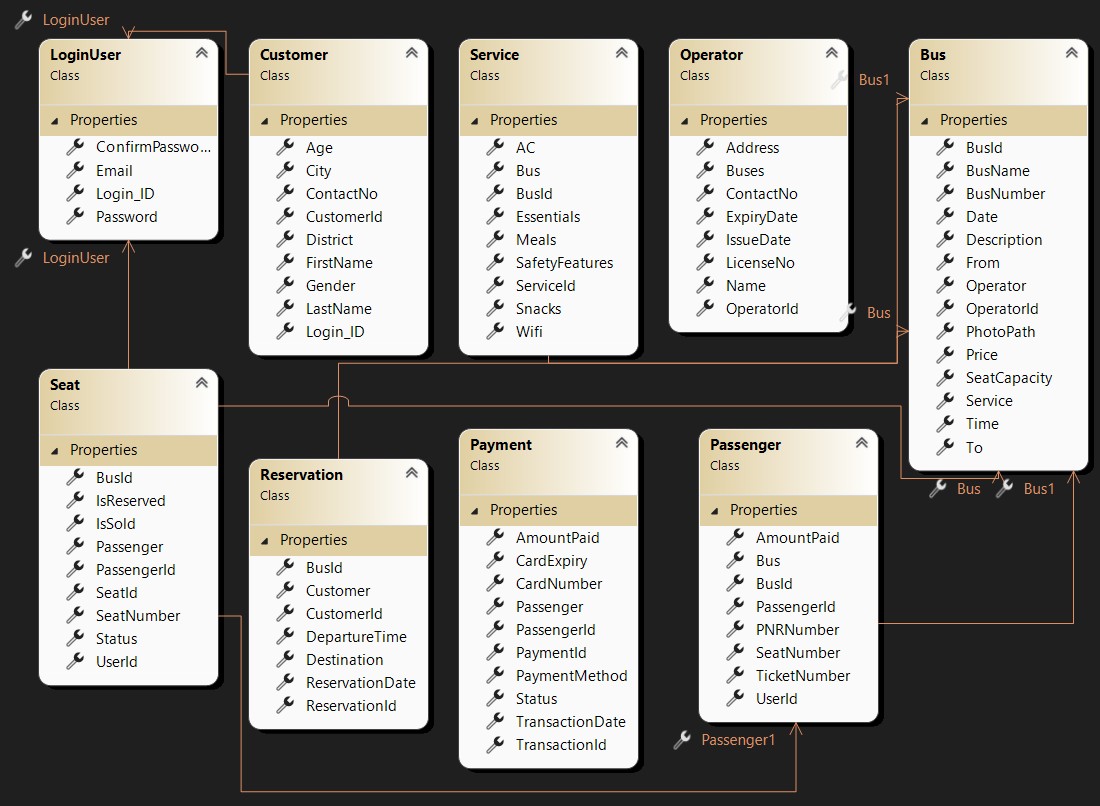 LoginUser
LoginUser
Class
Properties
ConfirmPasswo...
Email
Login_ID
Password
LoginUser
Customer
Class
Properties
Age
City
ContactNo
CustomerId
District
FirstName
Gender
LastName
Login_ID
Service
Class
Properties
AC
Bus
BusId
Essentials
Meals
SafetyFeatures
ServiceId
Snacks
Wifi
Operator
Class
Properties
Address
Buses
ContactNo
ExpiryDate
IssueDate
LicenseNo
Name
OperatorId
Bus1
Bus
Bus
Class
Properties
BusId
BusName
BusNumber
Date
Description
From
Operator
OperatorId
PhotoPath
Price
SeatCapacity
Service
Time
To
Bus
Bus1
Seat
Class
Properties
BusId
IsReserved
IsSold
Passenger
PassengerId
SeatId
SeatNumber
Status
UserId
Reservation
Class
Properties
BusId
Customer
CustomerId
DepartureTime
Destination
ReservationDate
ReservationId
Payment
Class
Properties
AmountPaid
CardExpiry
CardNumber
Passenger
PassengerId
PaymentId
PaymentMethod
Status
TransactionDate
TransactionId
Passenger
Class
Properties
AmountPaid
Bus
BusId
PassengerId
PNRNumber
SeatNumber
TicketNumber
UserId
Passenger1